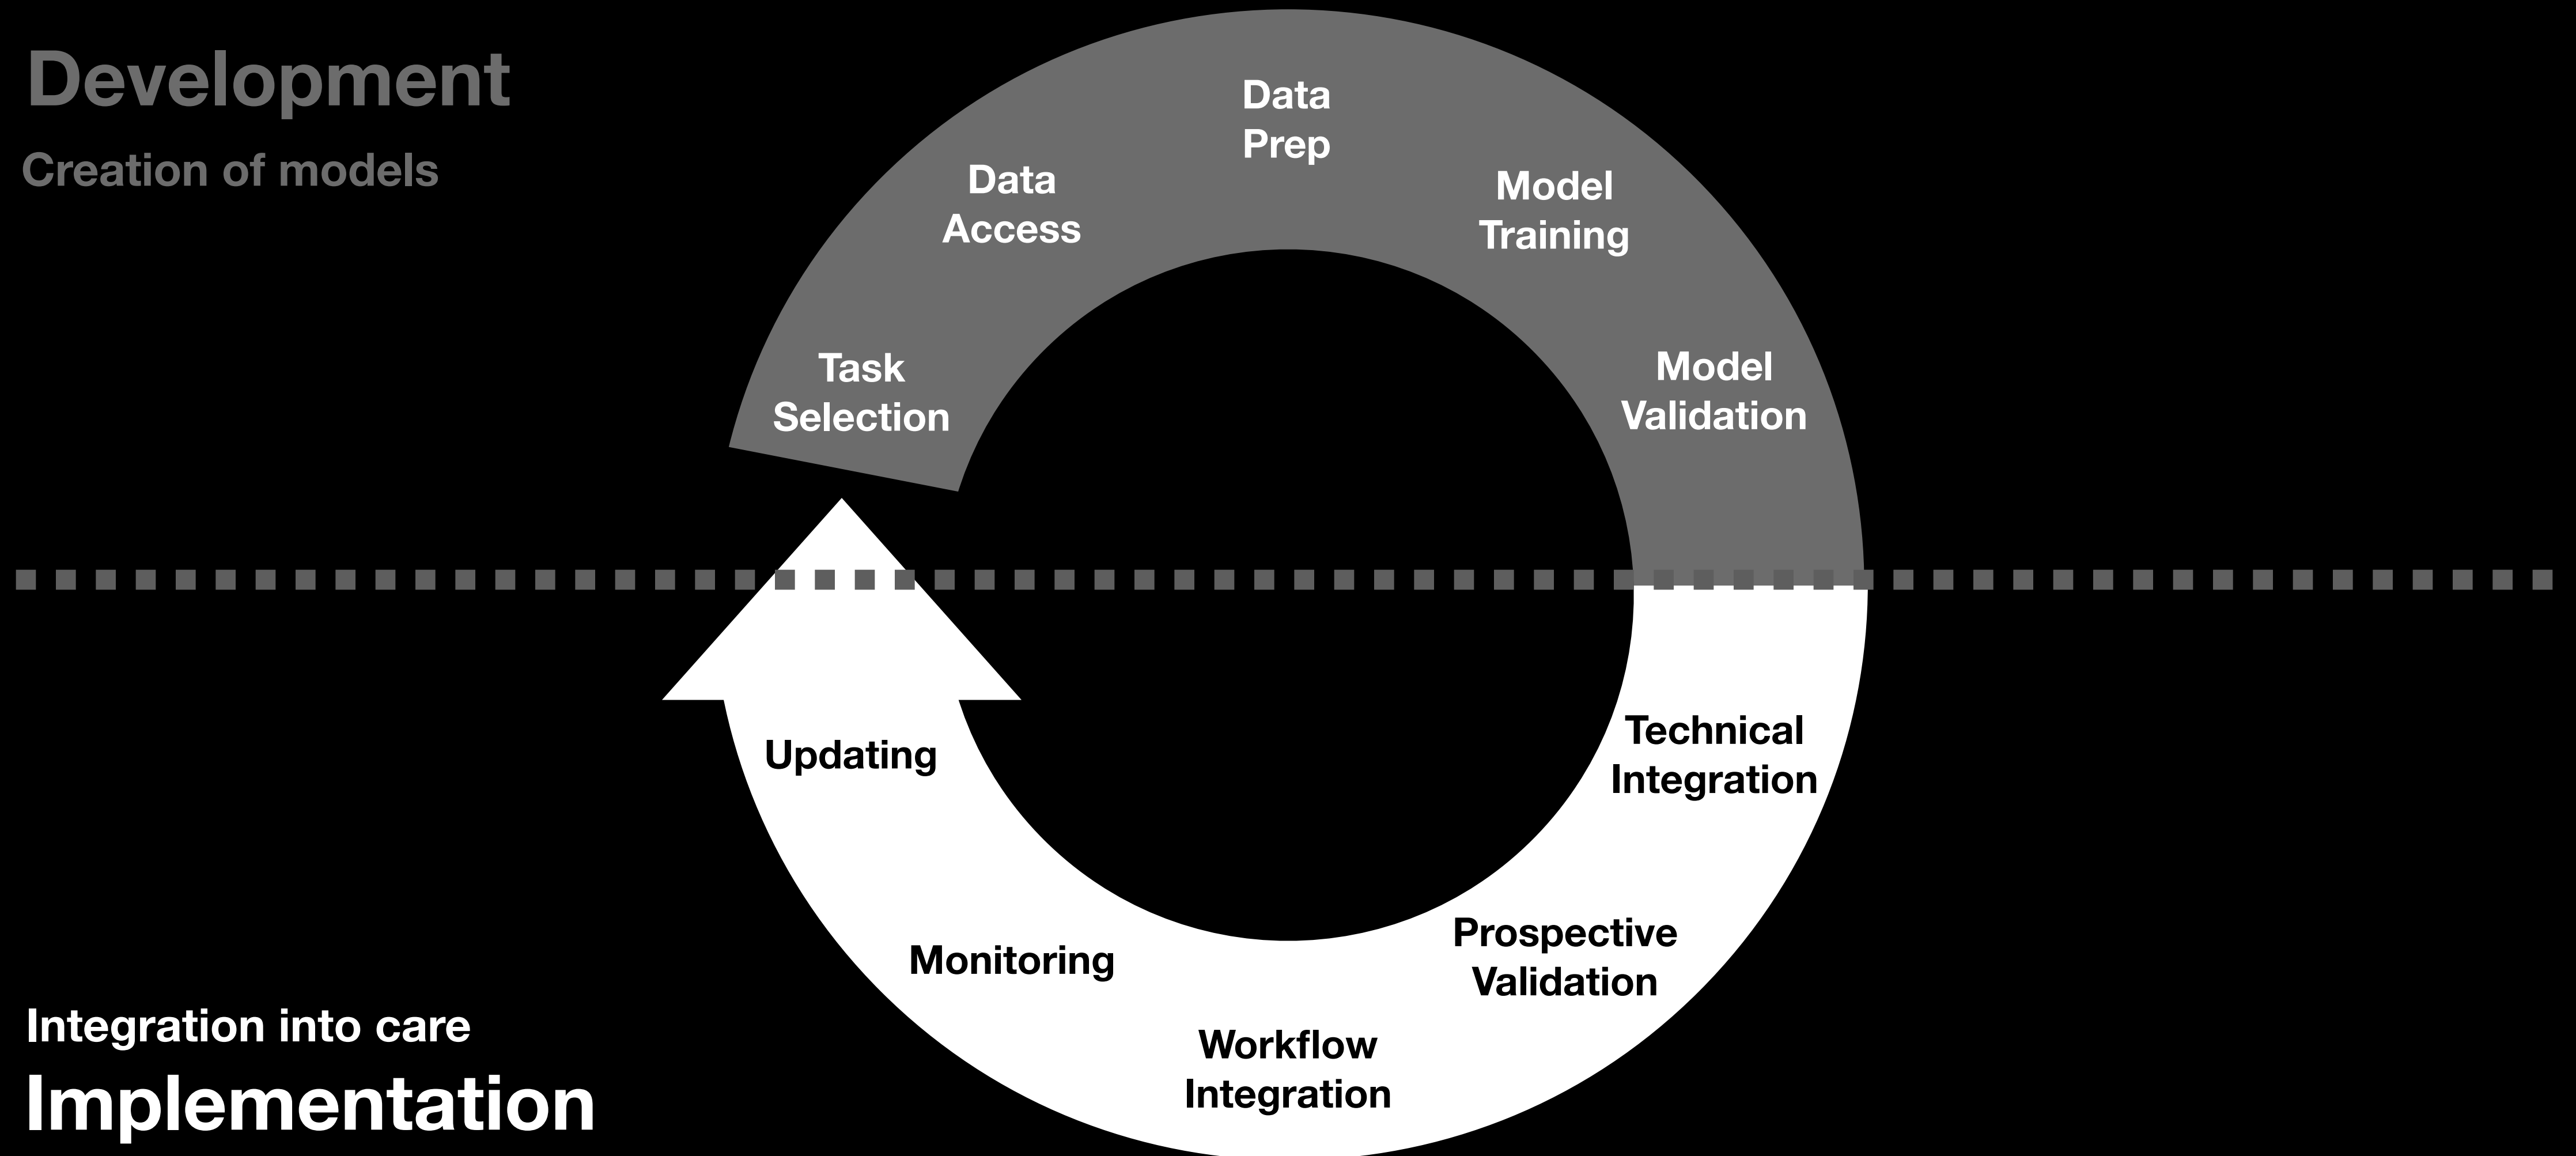 Development
Creation of models
Data
Prep
Data
Access
Model
Training
Task
Selection
Model
Validation
Technical
Integration
Updating
Prospective
Validation
Monitoring
Workflow
Integration
Integration into care
Implementation